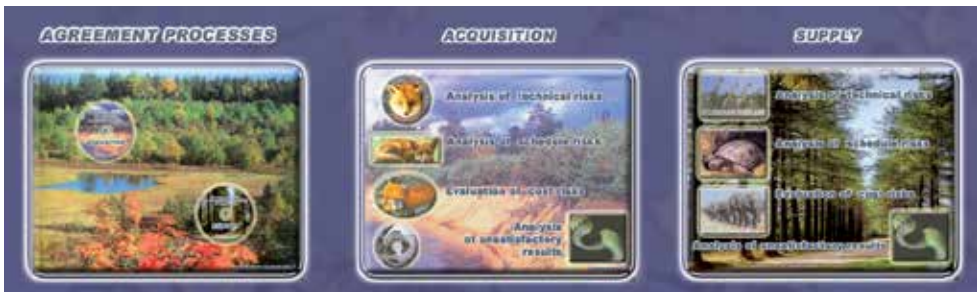 AGREEMENT PROCESSES
ACQUISITION
Analysis of technical risks
Analysis of schedule risks
Evaluation of cost risks
Analysis
of unsatisfactory
results
SUPPLY
Analysis of technical risks
Analysis of schedule risks
Evaluation of cost risks
Analysis of unsatisfactory results